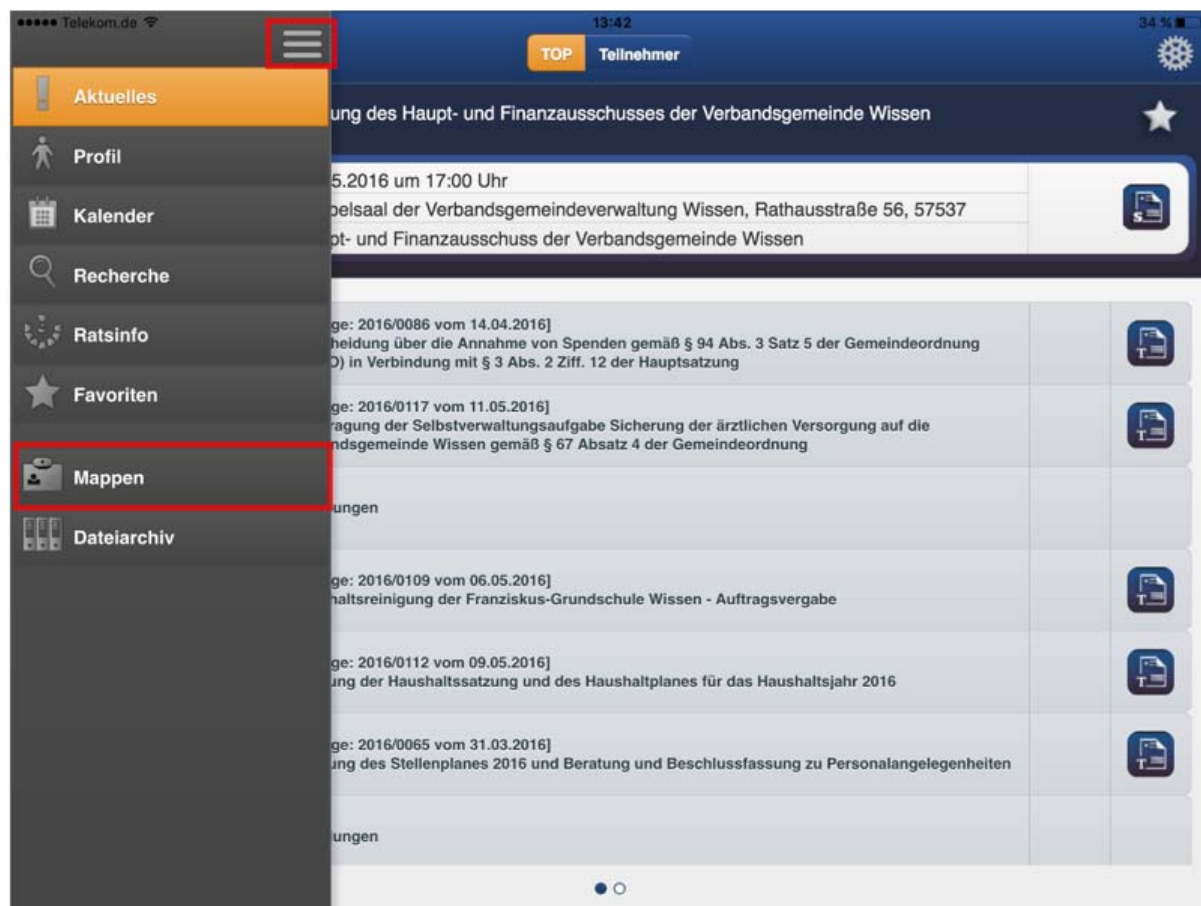 Telekom.de
13:42
34 %
TOP
Teilnehmer
Aktuelles
Profil
Kalender
Recherche
Ratsinfo
Favoriten
Mappen
Dateiarchiv
ung des Haupt- und Finanzausschusses der Verbandsgemeinde Wissen
5.2016 um 17:00 Uhr
pelsaal der Verbandsgemeindeverwaltung Wissen, Rathausstraße 56, 57537
pt- und Finanzausschuss der Verbandsgemeinde Wissen
S
ge: 2016/0086 vom 14.04.2016]
heidung über die Annahme von Spenden gemäß § 94 Abs. 3 Satz 5 der Gemeindeordnung
O) in Verbindung mit § 3 Abs. 2 Ziff. 12 der Hauptsatzung
T
ge: 2016/0117 vom 11.05.2016]
ragung der Selbstverwaltungsaufgabe Sicherung der ärztlichen Versorgung auf die
ndsgemeinde Wissen gemäß § 67 Absatz 4 der Gemeindeordnung
T
ungen
ge: 2016/0109 vom 06.05.2016]
haltsreinigung der Franziskus-Grundschule Wissen - Auftragsvergabe
T
ge: 2016/0112 vom 09.05.2016]
ung der Haushaltssatzung und des Haushaltplanes für das Haushaltsjahr 2016
T
ge: 2016/0065 vom 31.03.2016]
ung des Stellenplanes 2016 und Beratung und Beschlussfassung zu Personalangelegenheiten
T
ungen